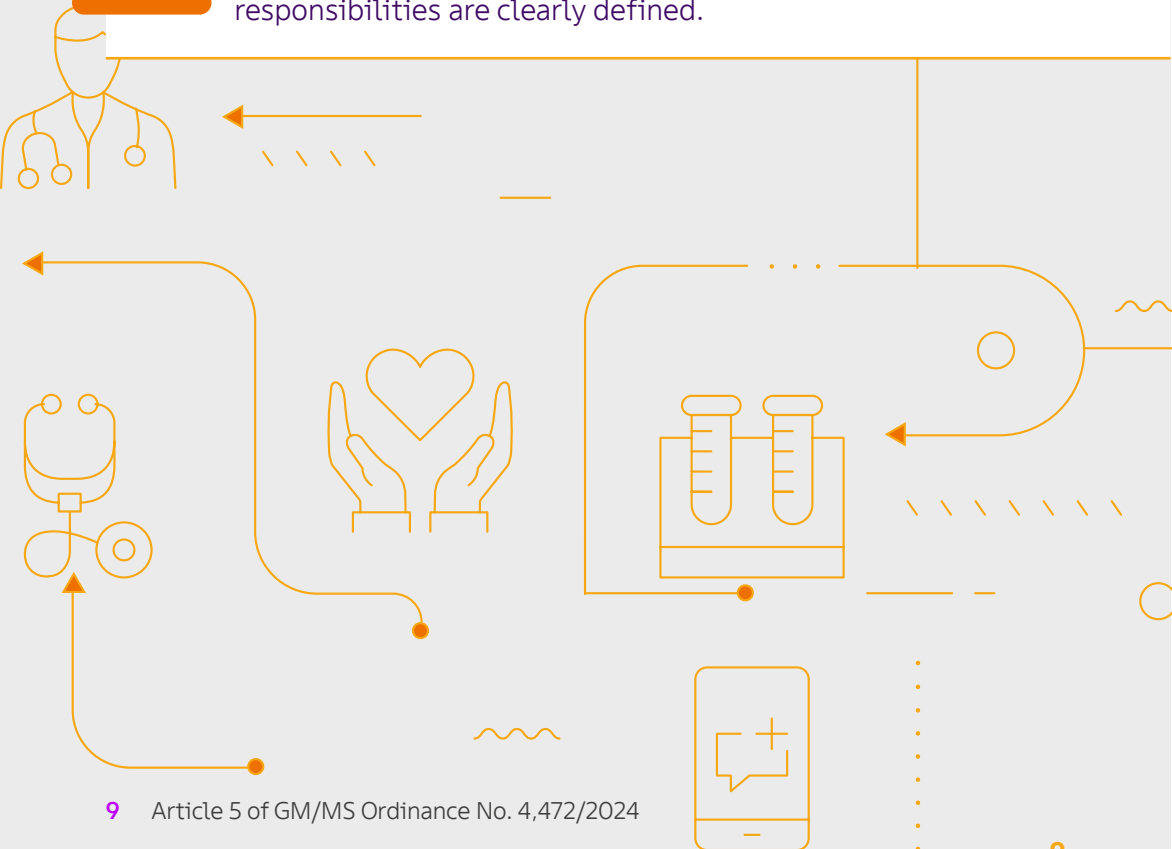 responsibilities are clearly defined.
9 Article 5 of GM/MS Ordinance No. 4,472/2024